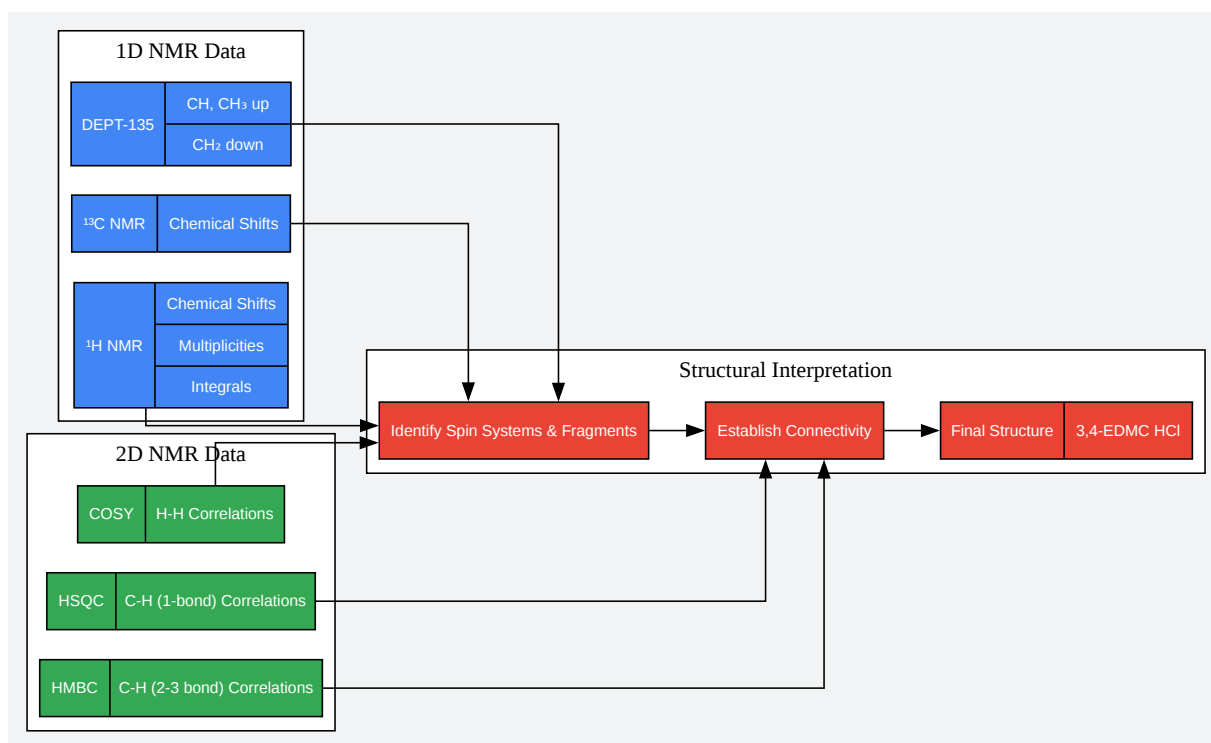 1D NMR Data
DEPT-135
CH, CH₃ up
CH₂ down
¹³C NMR
Chemical Shifts
¹H NMR
Chemical Shifts
Multiplicities
Integrals
2D NMR Data
COSY
H-H Correlations
HSQC
C-H (1-bond) Correlations
HMBC
C-H (2-3 bond) Correlations
Structural Interpretation
Identify Spin Systems & Fragments
Establish Connectivity
Final Structure
3,4-EDMC HCl